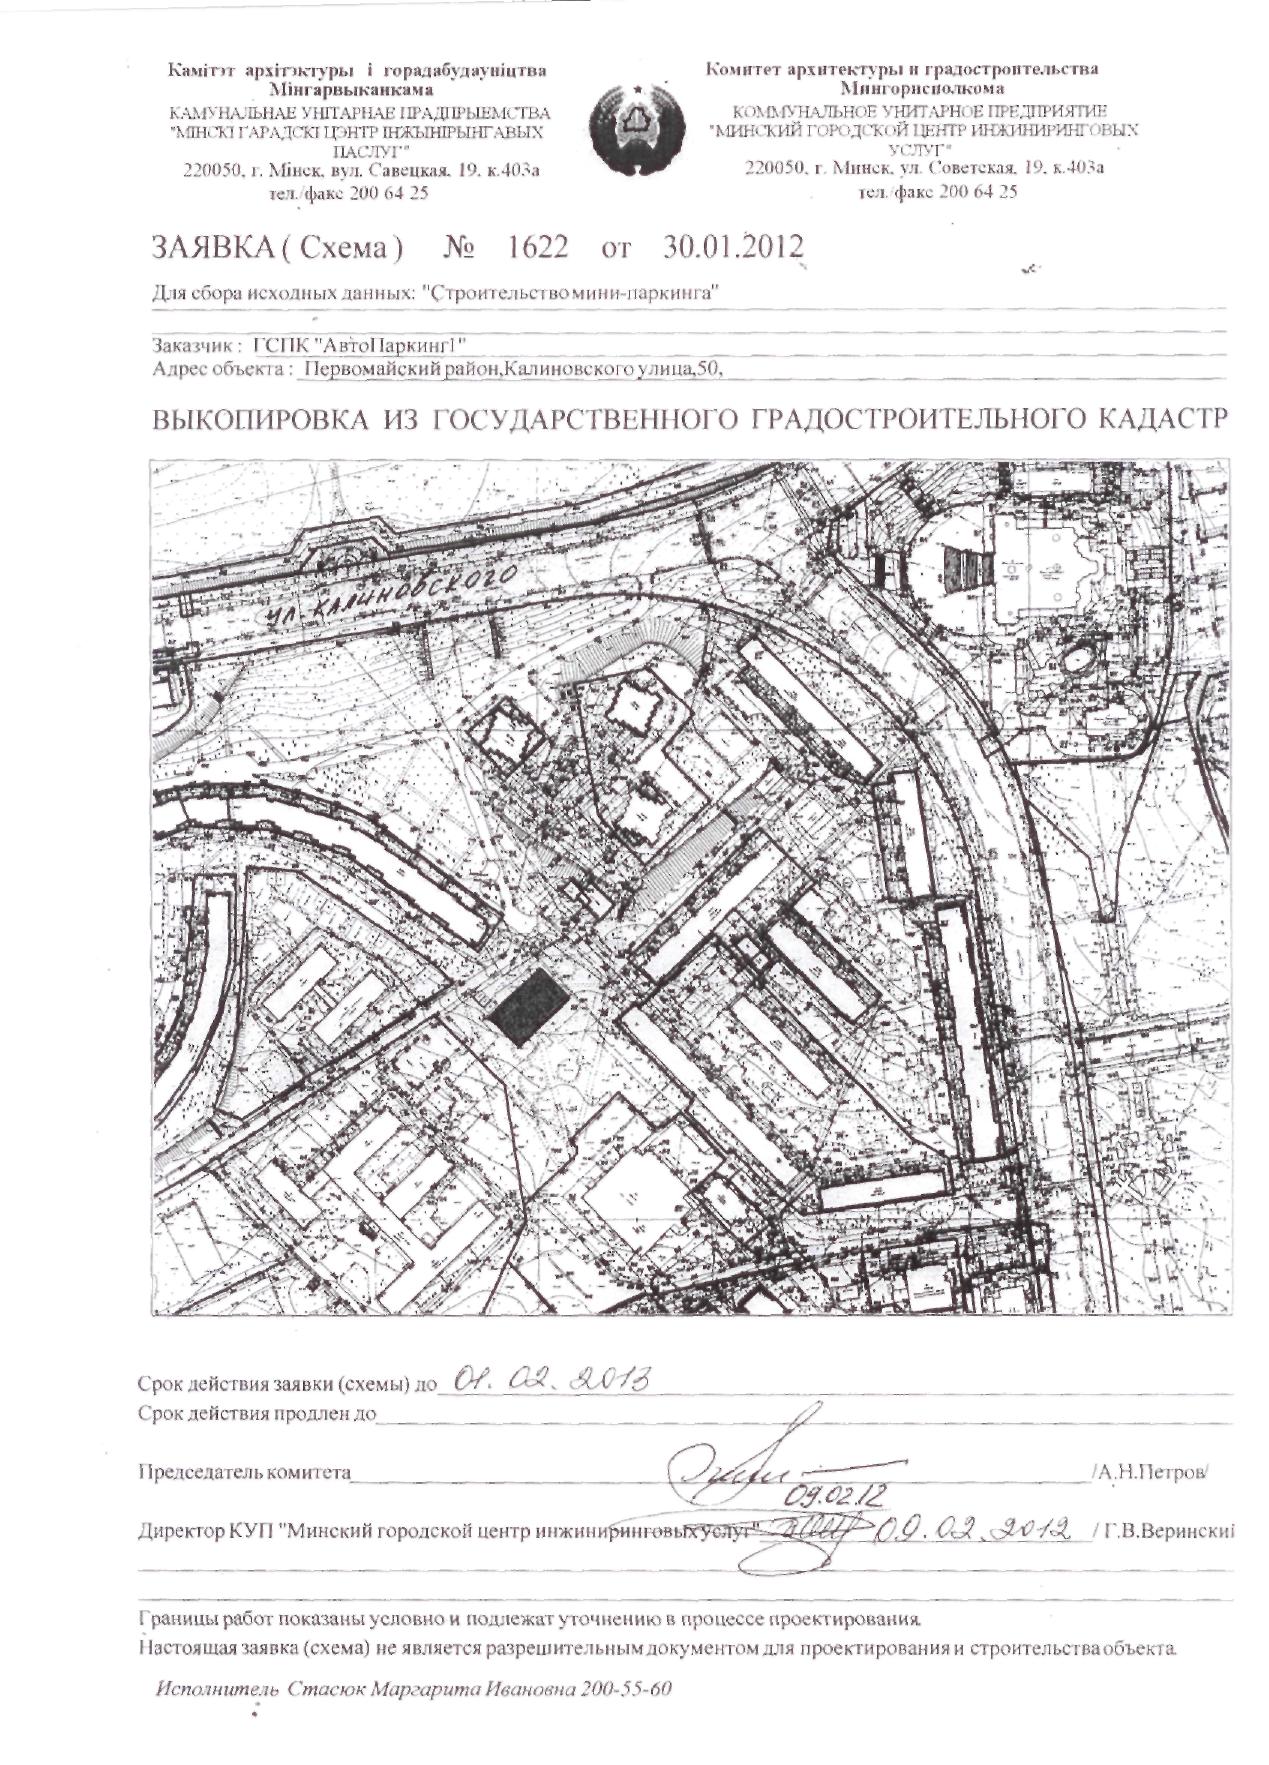 Камітэт архітэктуры і горадабудаўніцтва
Мінгарвыканкама
КАМУНАЛЬНАЕ УНІТАРНАЕ ПРАДПРЫЕМСТВА
"МІНСКІ ГАРАДСКІ ЦЭНТР ІНЖЫНІРЫНГАВЫХ
ПАСЛУГ"
220050, г. Мінск, вул. Савецкая, 19, к.403а
тел./факс 200 64 25
Комитет архитектуры и градостроительства
Мингорисполкома
КОММУНАЛЬНОЕ УНИТАРНОЕ ПРЕДПРИЯТИЕ
"МИНСКИЙ ГОРОДСКОЙ ЦЕНТР ИНЖИНИРИНГОВЫХ
УСЛУГ"
220050, г. Минск, ул. Советская, 19, к.403а
тел./факс 200 64 25
ЗАЯВКА ( Схема ) № 1622 от 30.01.2012
Для сбора исходных данных: "Строительство мини-паркинга"
Заказчик : ГСПК "АвтоПаркинг1"
Адрес объекта : Первомайский район,Калиновского улица,50,
ВЫКОПИРОВКА ИЗ ГОСУДАРСТВЕННОГО ГРАДОСТРОИТЕЛЬНОГО КАДАСТР
УЛ. КАЛИНОВСКОГО
Срок действия заявки (схемы) до 01.02.2013
Срок действия продлен до
Председатель комитета /А.Н.Петров/
09.02.12
Директор КУП "Минский городской центр инжиниринговых услуг" 09.02.2012 / Г.В.Верински
Границы работ показаны условно и подлежат уточнению в процессе проектирования.
Настоящая заявка (схема) не является разрешительным документом для проектирования и строительства объекта.
Исполнитель Стасюк Маргарита Ивановна 200-55-60